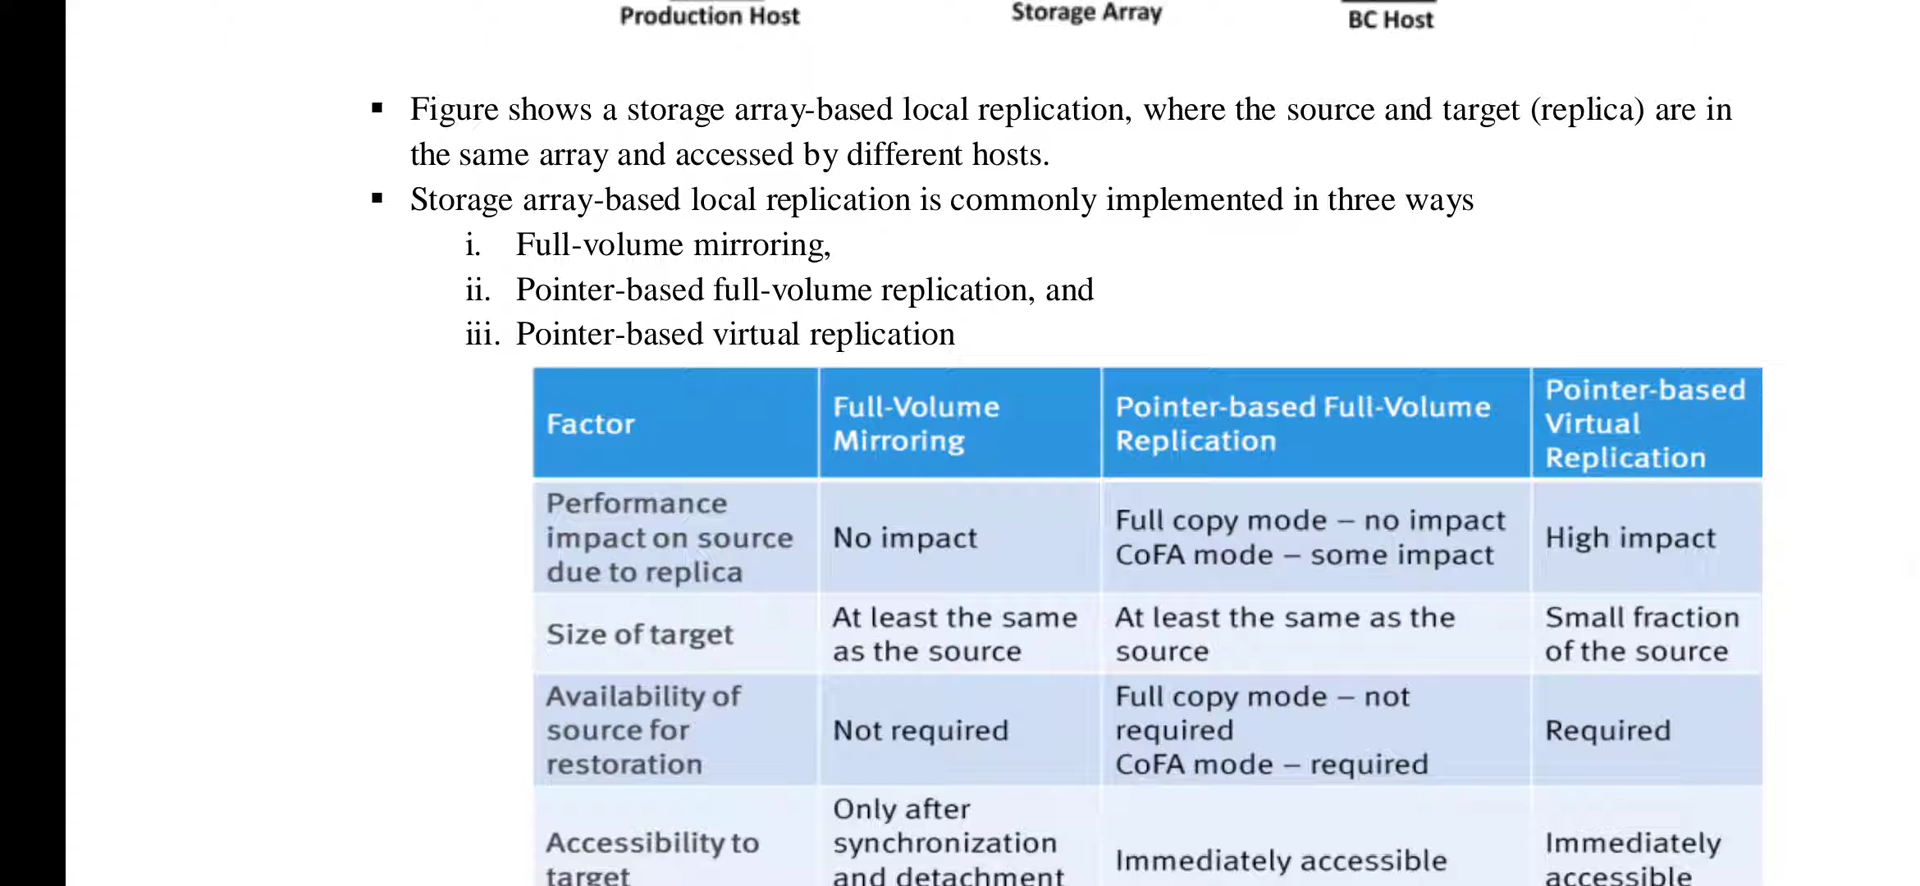 Production Host
Storage Array
BC Host
▪ Figure shows a storage array-based local replication, where the source and target (replica) are in
the same array and accessed by different hosts.
▪ Storage array-based local replication is commonly implemented in three ways
i. Full-volume mirroring,
ii. Pointer-based full-volume replication, and
iii. Pointer-based virtual replication
Factor
Full-Volume
Mirroring
Pointer-based Full-Volume
Replication
Pointer-based
Virtual
Replication
Performance
impact on source
due to replica
No impact
Full copy mode – no impact
CoFA mode – some impact
High impact
Size of target
At least the same
as the source
At least the same as the
source
Small fraction
of the source
Availability of
source for
restoration
Not required
Full copy mode – not
required
CoFA mode – required
Required
Accessibility to
target
Only after
synchronization
and detachment
Immediately accessible
Immediately
accessible